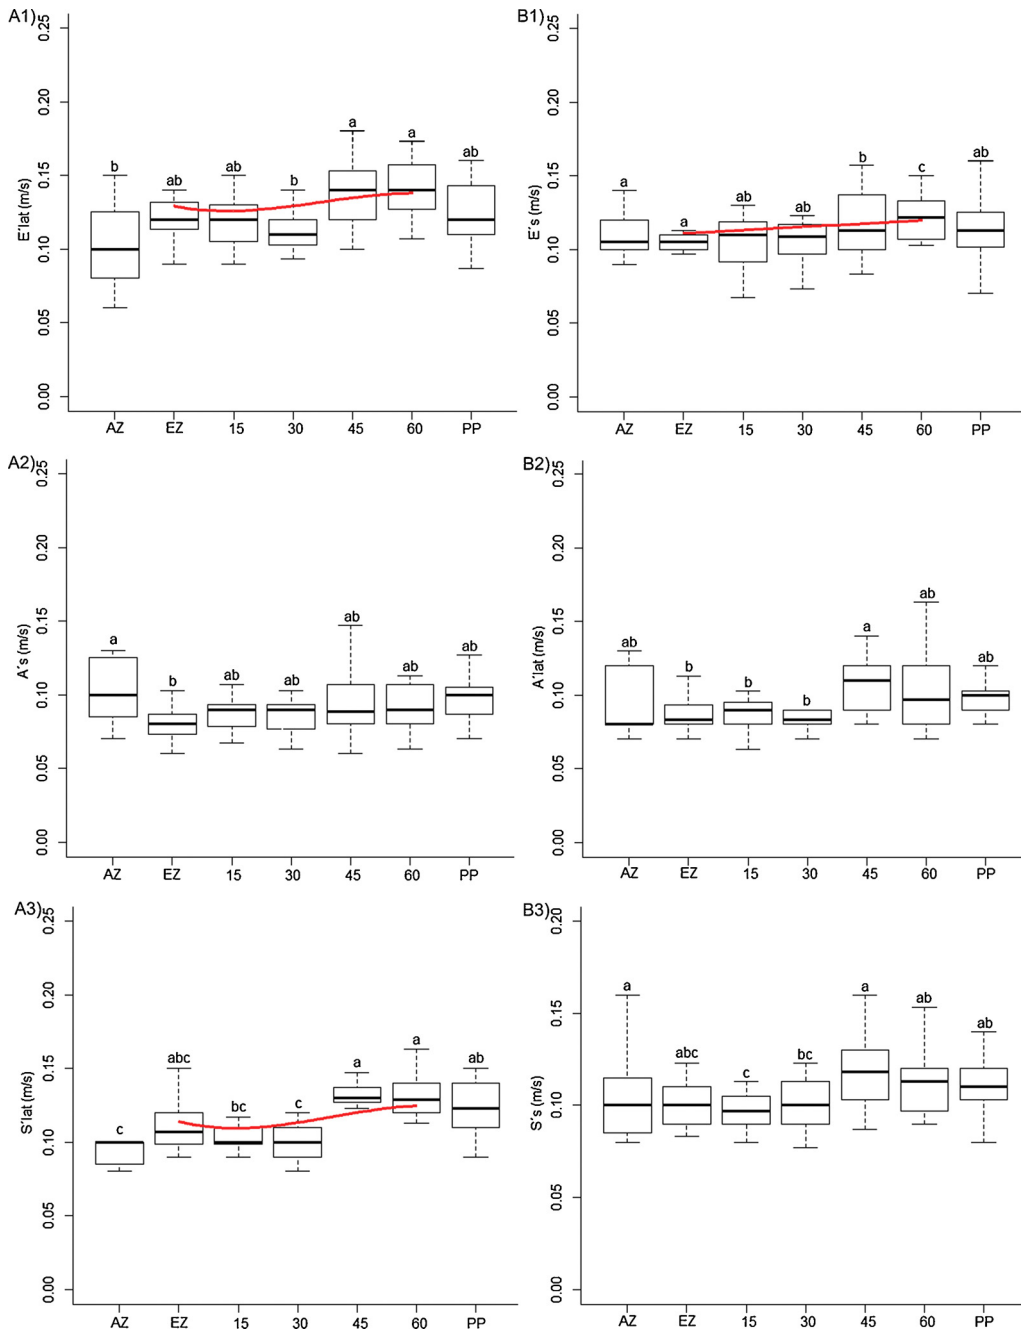 A1)
E´lat (m/s)
0.25
0.20
0.15
0.10
0.05
0.00
b ab ab b a a ab
AZ EZ 15 30 45 60 PP
B1)
E´s (m/s)
0.25
0.20
0.15
0.10
0.05
0.00
a a ab ab b c ab
AZ EZ 15 30 45 60 PP
A2)
A´s (m/s)
0.25
0.20
0.15
0.10
0.05
0.00
a b ab ab ab ab ab
AZ EZ 15 30 45 60 PP
B2)
A´lat (m/s)
0.25
0.20
0.15
0.10
0.05
0.00
ab b b b a ab ab
AZ EZ 15 30 45 60 PP
A3)
S´lat (m/s)
0.25
0.20
0.15
0.10
0.05
0.00
c abc bc c a a ab
AZ EZ 15 30 45 60 PP
B3)
S´s (m/s)
0.20
0.15
0.10
0.05
0.00
a abc c bc a ab ab
AZ EZ 15 30 45 60 PP